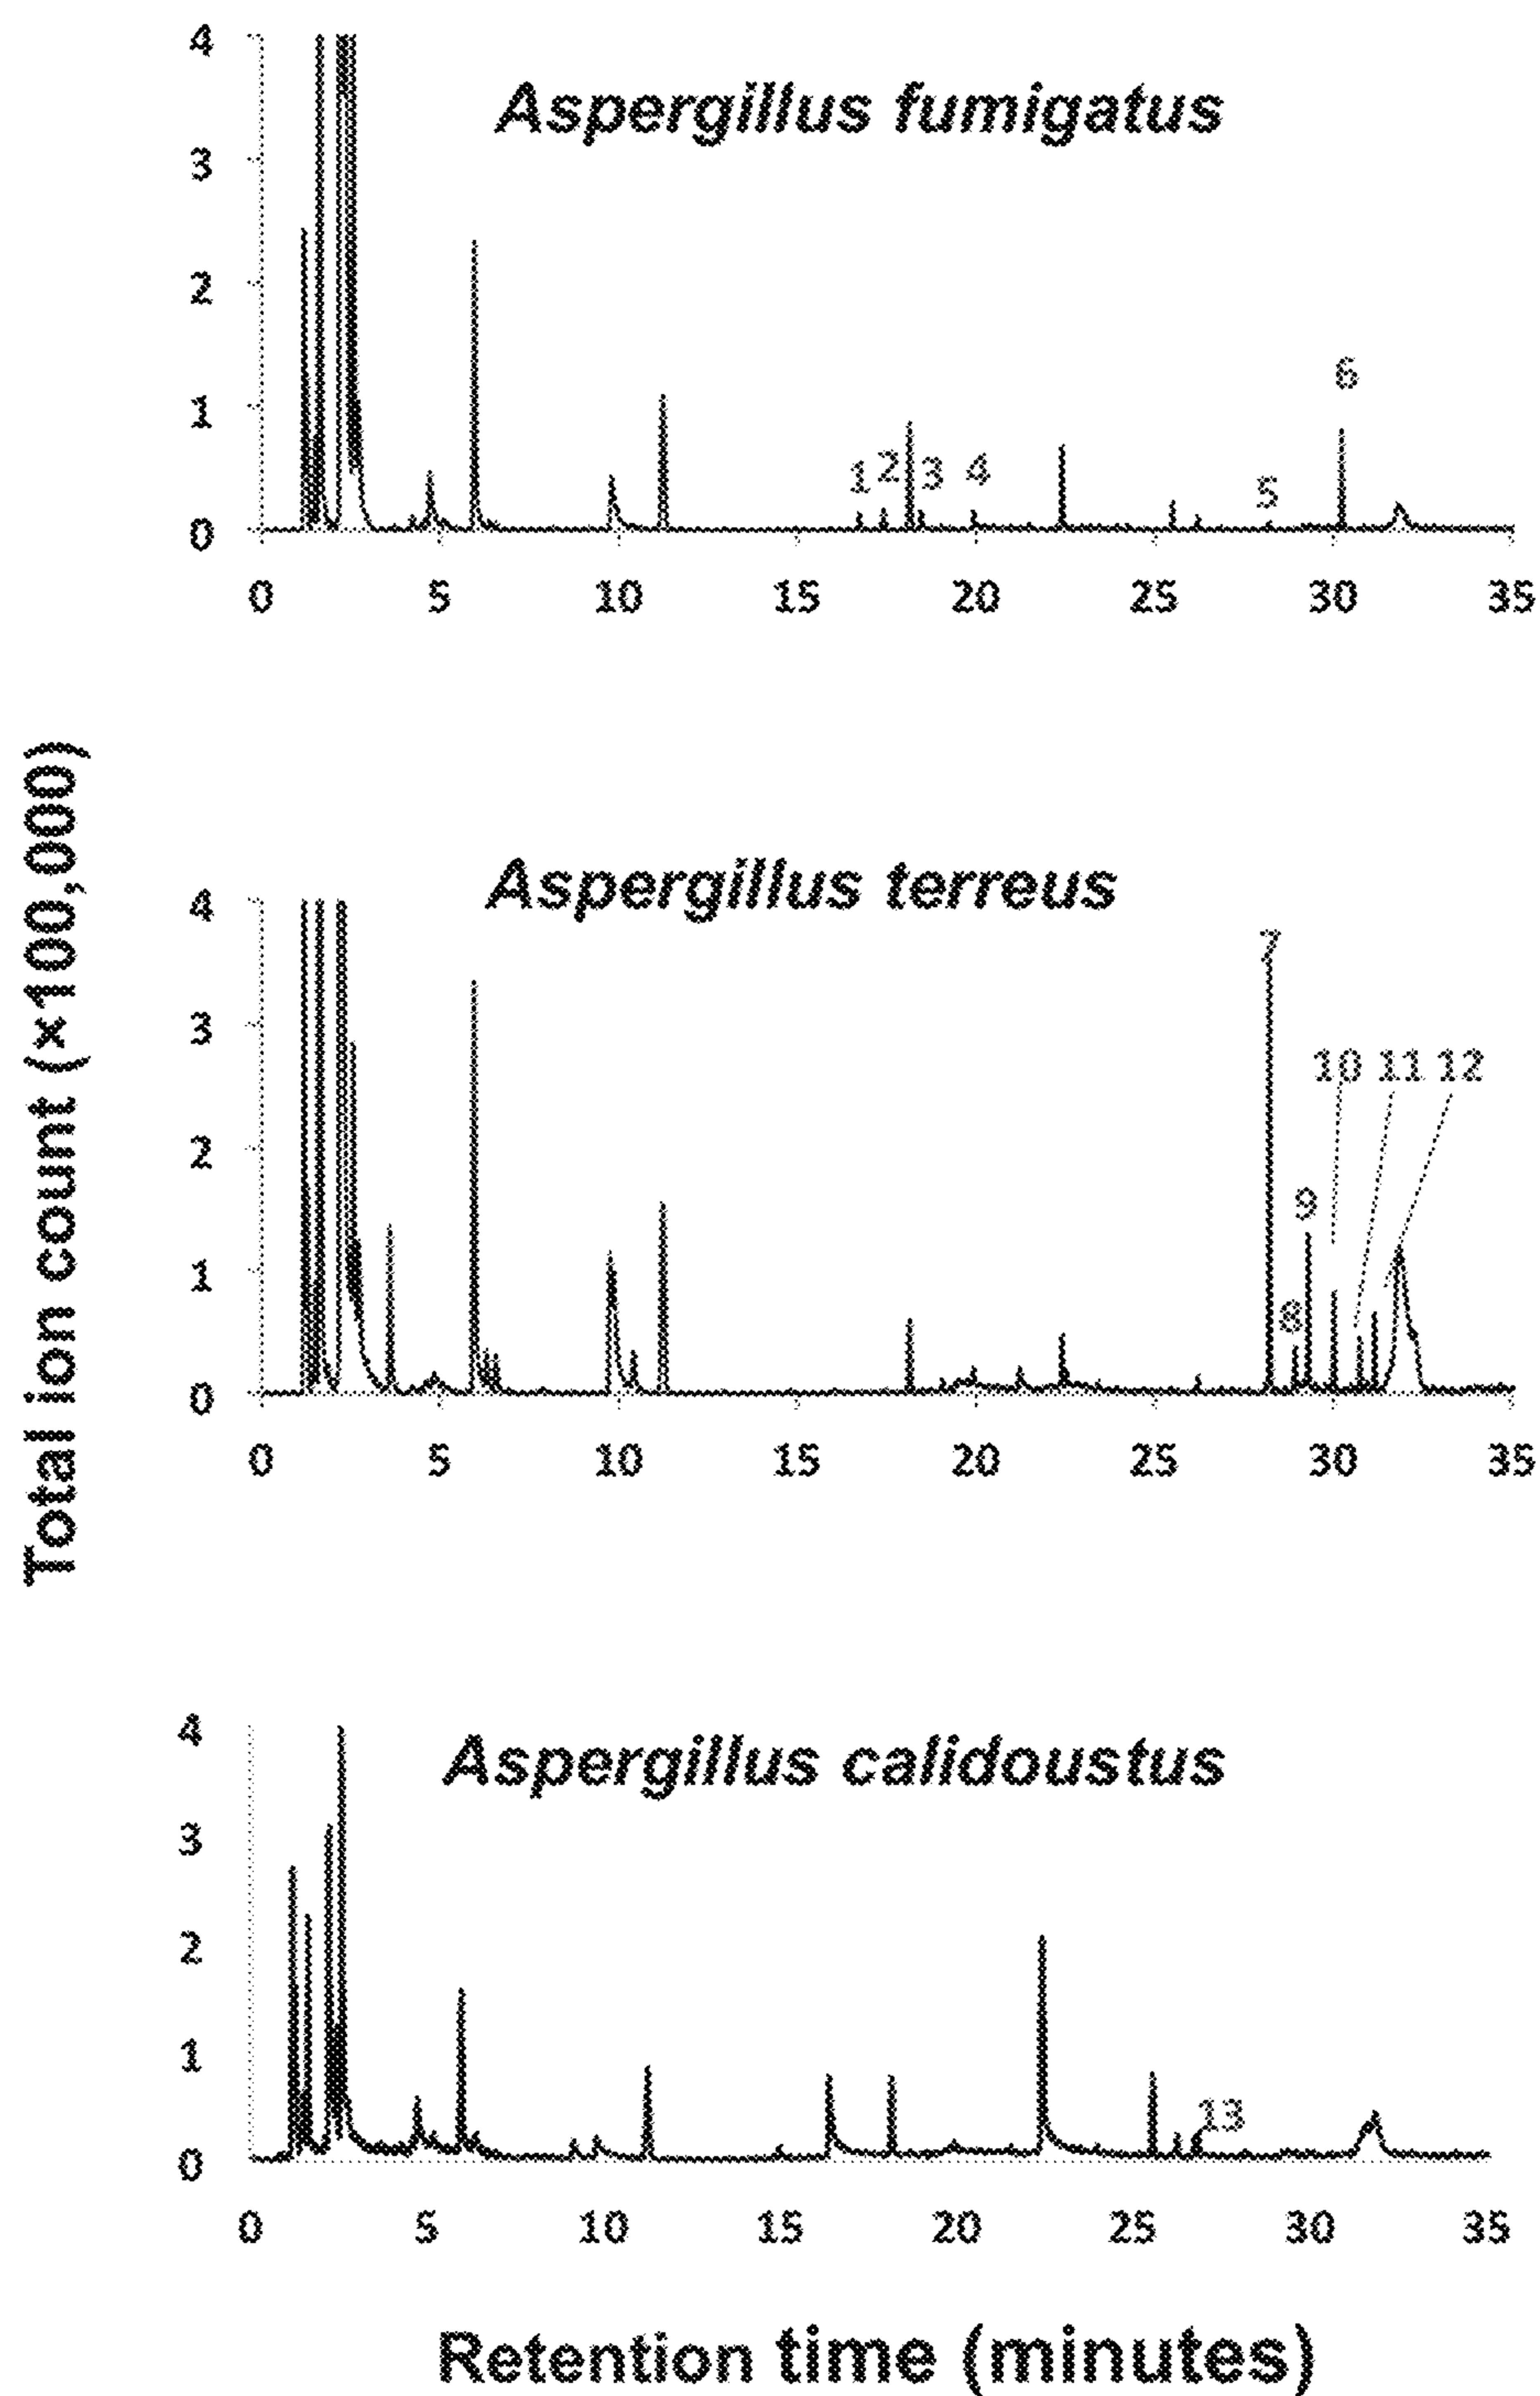 Total ion count (×100,000)
Aspergillus fumigatus
4
3
2
1
0
1 2 3 4 5 6
0 5 10 15 20 25 30 35
Aspergillus terreus
4
3
2
1
0
7
10 11 12
9
8
0 5 10 15 20 25 30 35
Aspergillus calidoustus
4
3
2
1
0
13
0 5 10 15 20 25 30 35
Retention time (minutes)